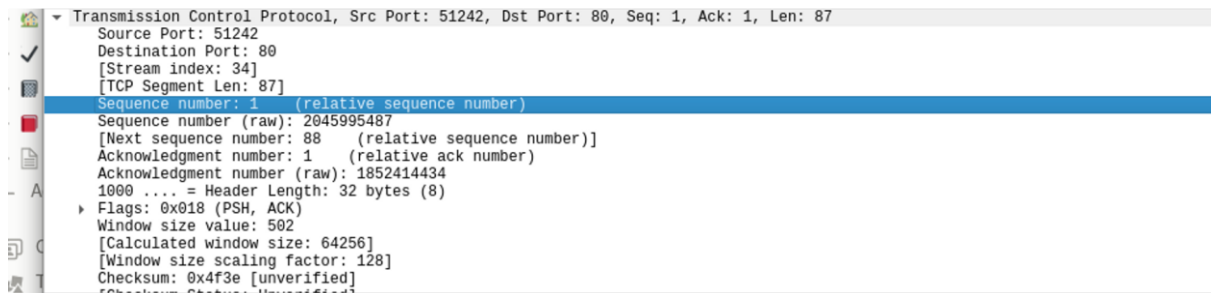 Transmission Control Protocol, Src Port: 51242, Dst Port: 80, Seq: 1, Ack: 1, Len: 87
Source Port: 51242
Destination Port: 80
[Stream index: 34]
[TCP Segment Len: 87]
Sequence number: 1    (relative sequence number)
Sequence number (raw): 2045995487
[Next sequence number: 88    (relative sequence number)]
Acknowledgment number: 1    (relative ack number)
Acknowledgment number (raw): 1852414434
1000 .... = Header Length: 32 bytes (8)
Flags: 0x018 (PSH, ACK)
Window size value: 502
[Calculated window size: 64256]
[Window size scaling factor: 128]
Checksum: 0x4f3e [unverified]